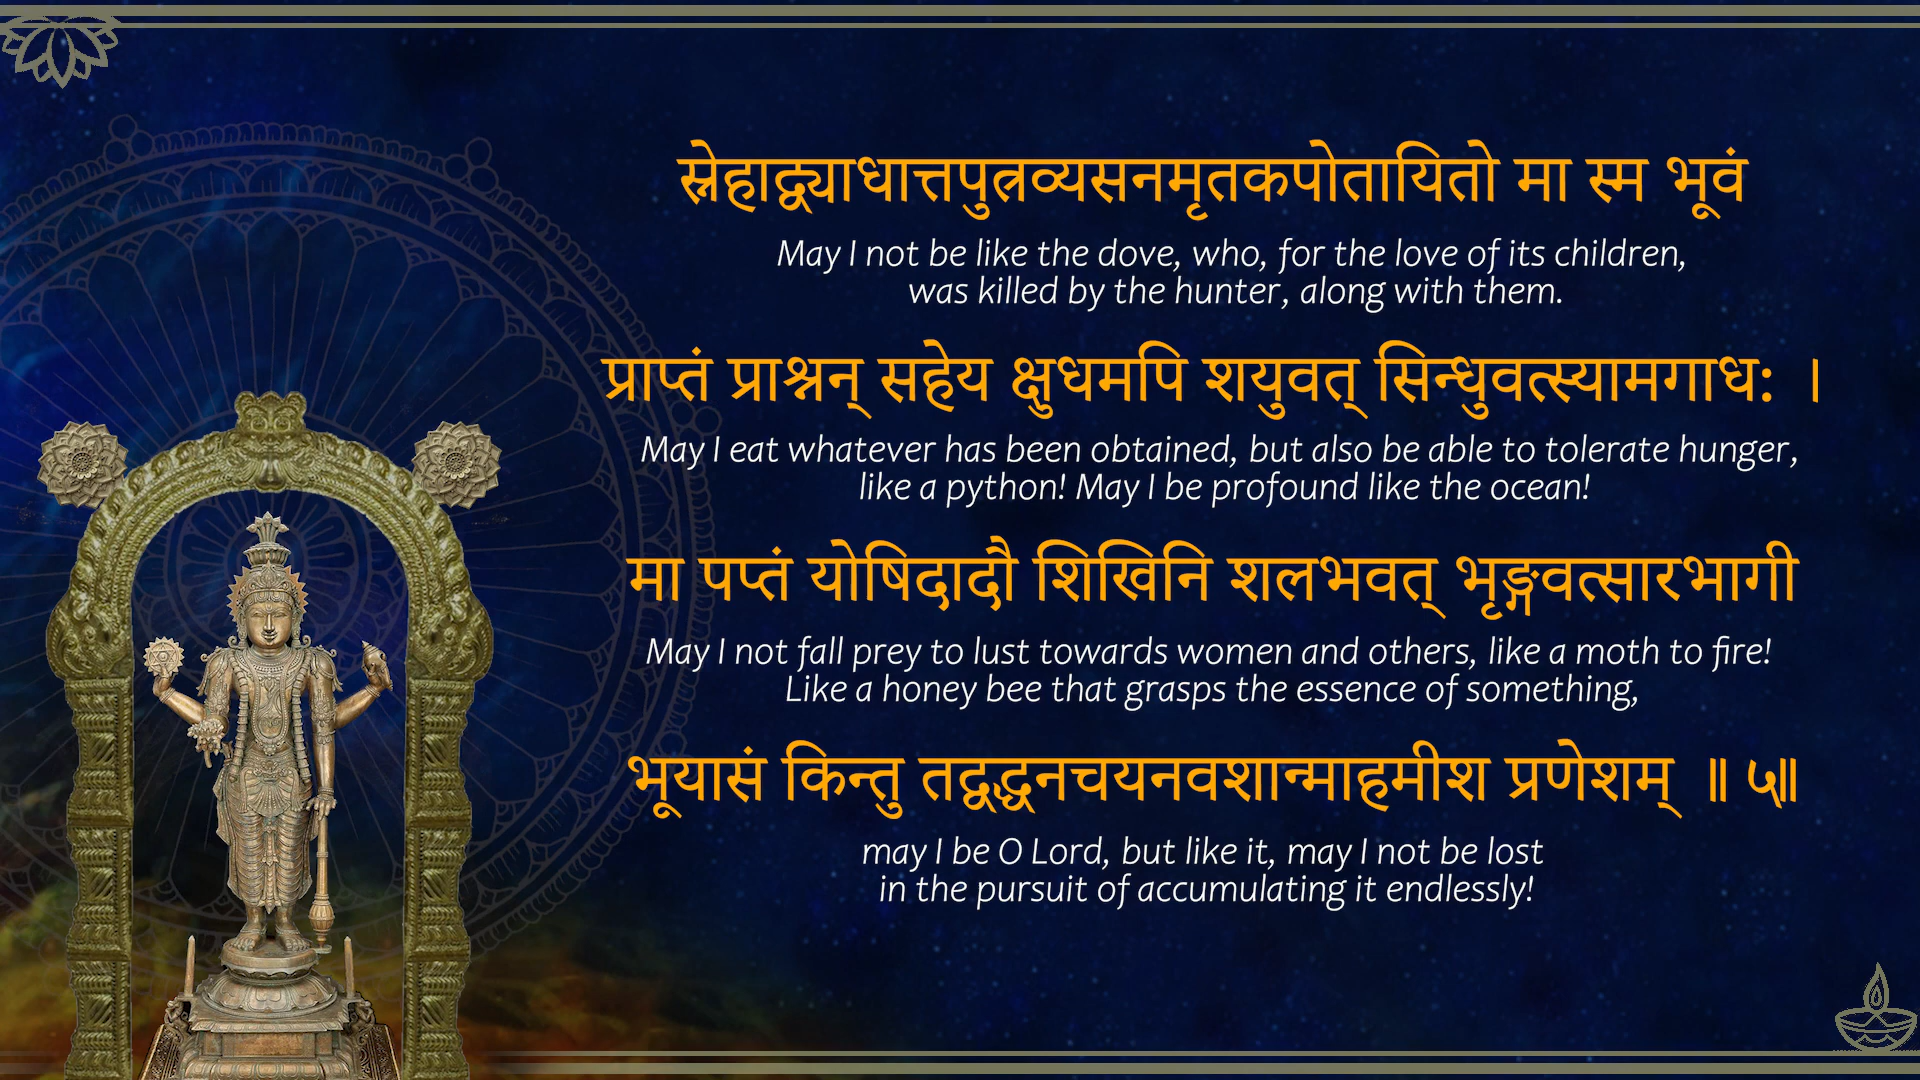 स्नेहाद्व्याधात्तपुत्रव्यसनमृतकपोतायितो मा स्म भूवं
May I not be like the dove, who, for the love of its children,
was killed by the hunter, along with them.
प्राप्तं प्राश्नन् सहेय क्षुधमपि शयुवत् सिन्धुवत्स्यामगाधः ।
May I eat whatever has been obtained, but also be able to tolerate hunger,
like a python! May I be profound like the ocean!
मा पप्तं योषिदादौ शिखिनि शलभवत् भृङ्गवत्सारभागी
May I not fall prey to lust towards women and others, like a moth to fire!
Like a honey bee that grasps the essence of something,
भूयासं किन्तु तद्वद्धनचयनवशान्माहमीश प्रणेशम् ॥ ५॥
may I be O Lord, but like it, may I not be lost
in the pursuit of accumulating it endlessly!